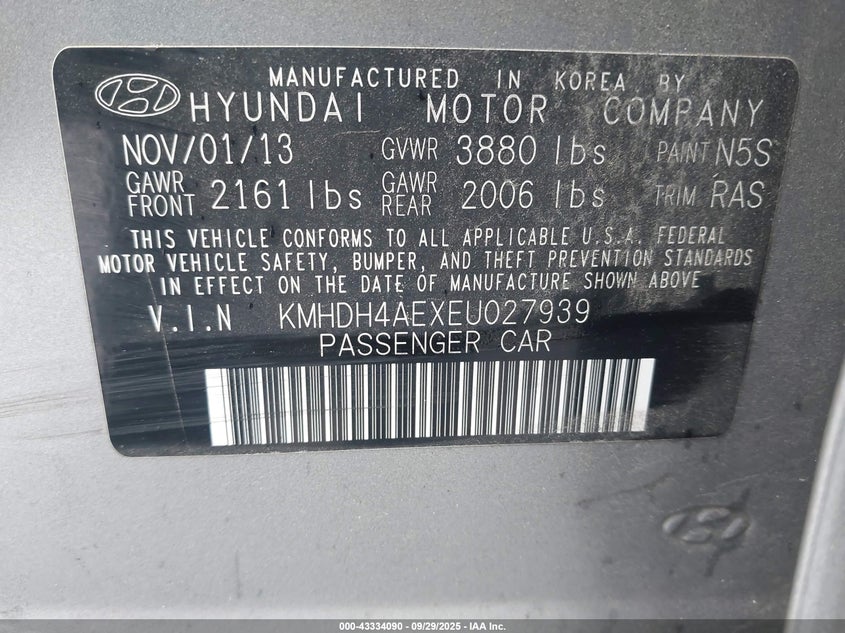 MANUFACTURED IN KOREA BY
HYUNDAI MOTOR COMPANY
NOV/01/13 GVWR 3880 lbs PAINT N5S
GAWR FRONT 2161 lbs GAWR REAR 2006 lbs TRIM RAS
THIS VEHICLE CONFORMS TO ALL APPLICABLE U.S.A. FEDERAL
MOTOR VEHICLE SAFETY, BUMPER, AND THEFT PREVENTION STANDARDS
IN EFFECT ON THE DATE OF MANUFACTURE SHOWN ABOVE
V.I.N KMHDH4AEXEU027939
PASSENGER CAR
000-43334090 - 09/29/2025 - IAA Inc.